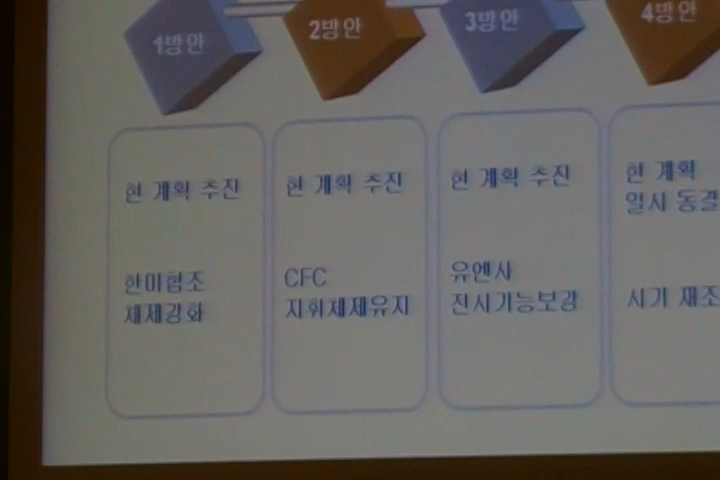 1방안
2방안
3방안
4방안
현 계획 추진
한미협조
체제강화
현 계획 추진
CFC
지휘체제유지
현 계획 추진
유엔사
전시기능보강
현 계획
일시 동결
시기 재조